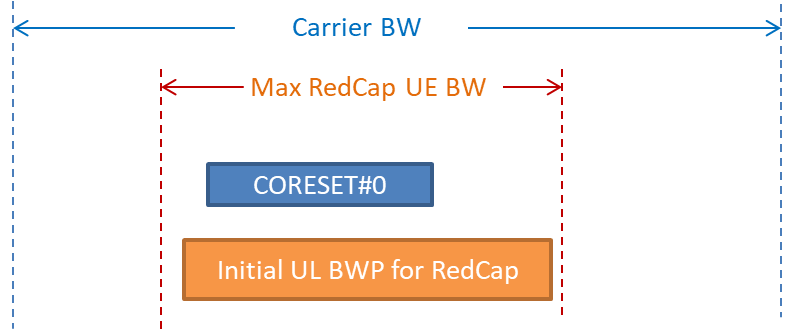 Carrier BW
Max RedCap UE BW
CORESET#0
Initial UL BWP for RedCap